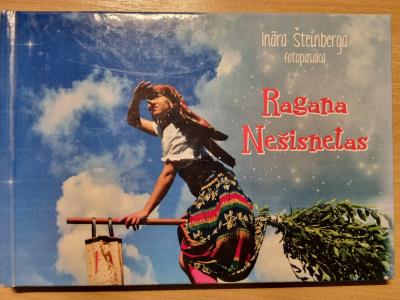 Ināra Šteinberga
fotopasaka
Ragana
Nešisnetas